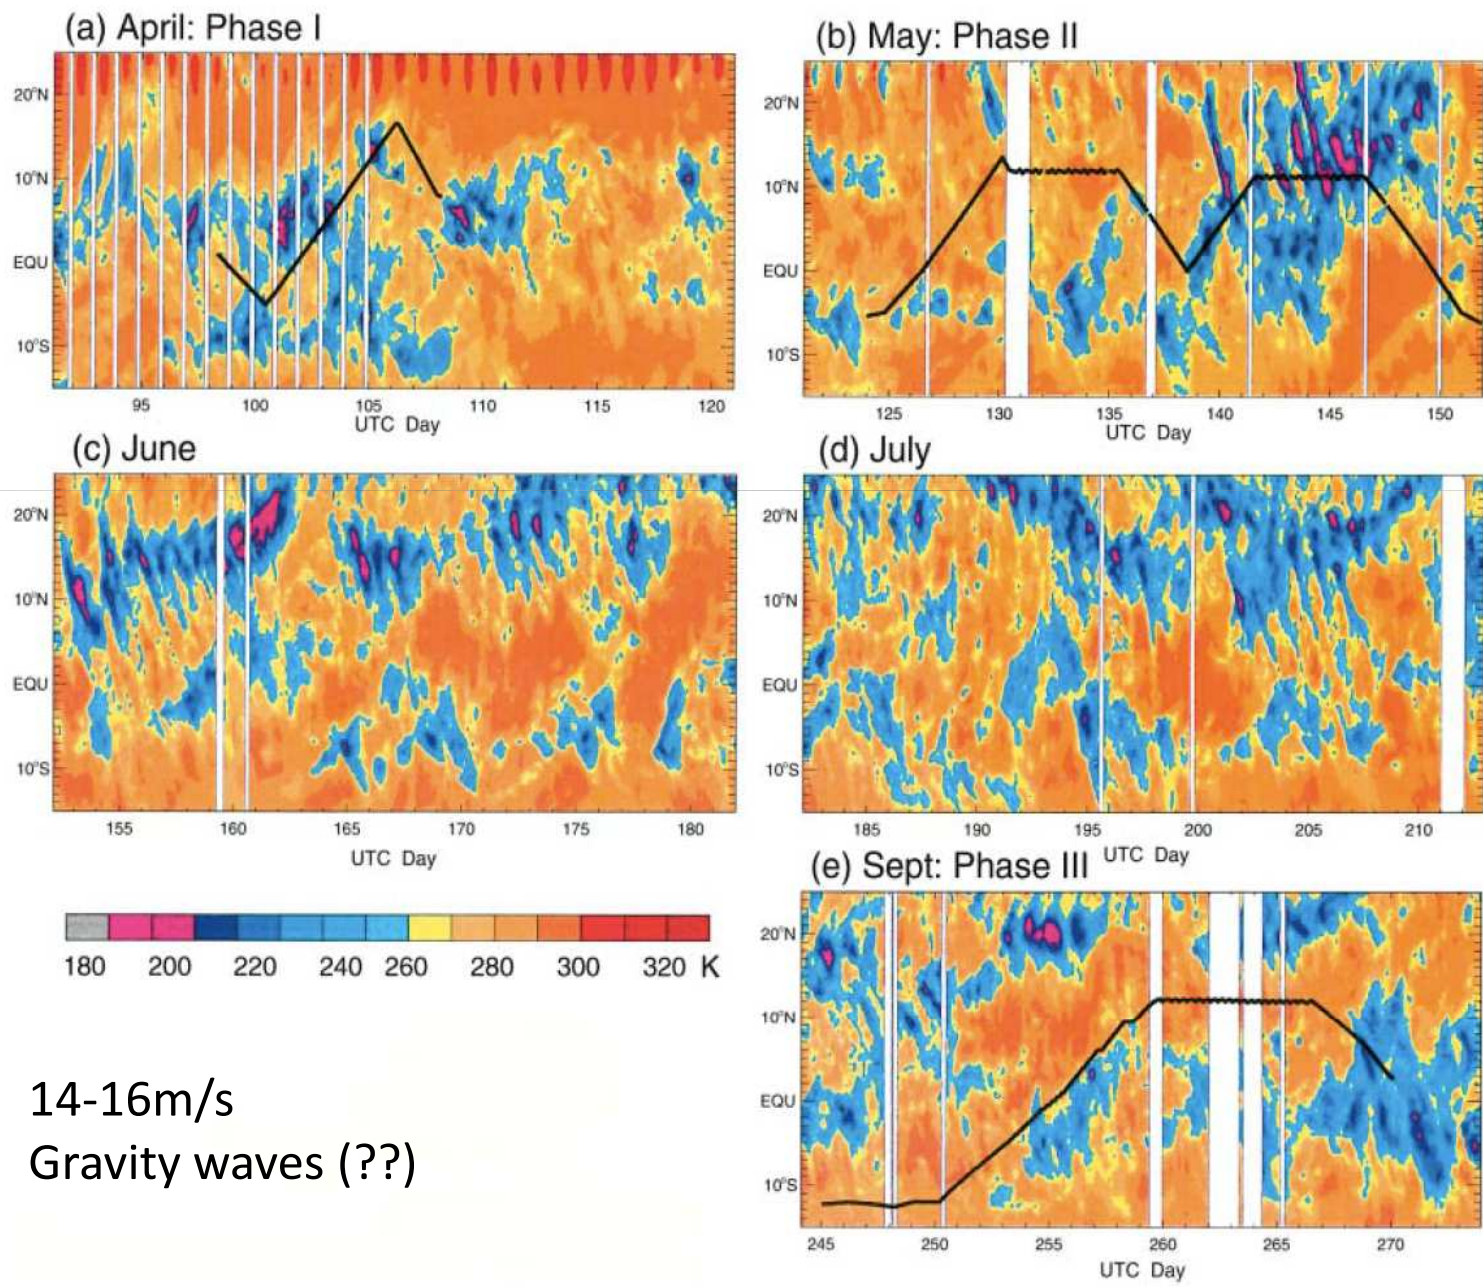 (a) April: Phase I
20°N
10°N
EQU
10°S
95 100 105 110 115 120
UTC Day
(b) May: Phase II
20°N
10°N
EQU
10°S
125 130 135 140 145 150
UTC Day
(c) June
20°N
10°N
EQU
10°S
155 160 165 170 175 180
UTC Day
(d) July
20°N
10°N
EQU
10°S
185 190 195 200 205 210
UTC Day
180 200 220 240 260 280 300 320 K
(e) Sept: Phase III
20°N
10°N
EQU
10°S
245 250 255 260 265 270
UTC Day
14-16m/s
Gravity waves (??)